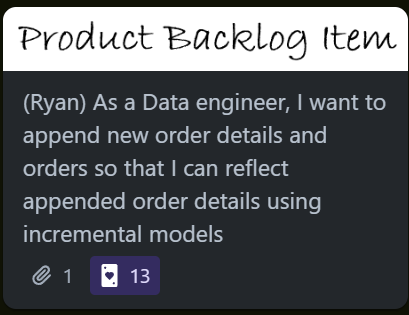 Product Backlog Item
(Ryan) As a Data engineer, I want to
append new order details and
orders so that I can reflect
appended order details using
incremental models
1 13